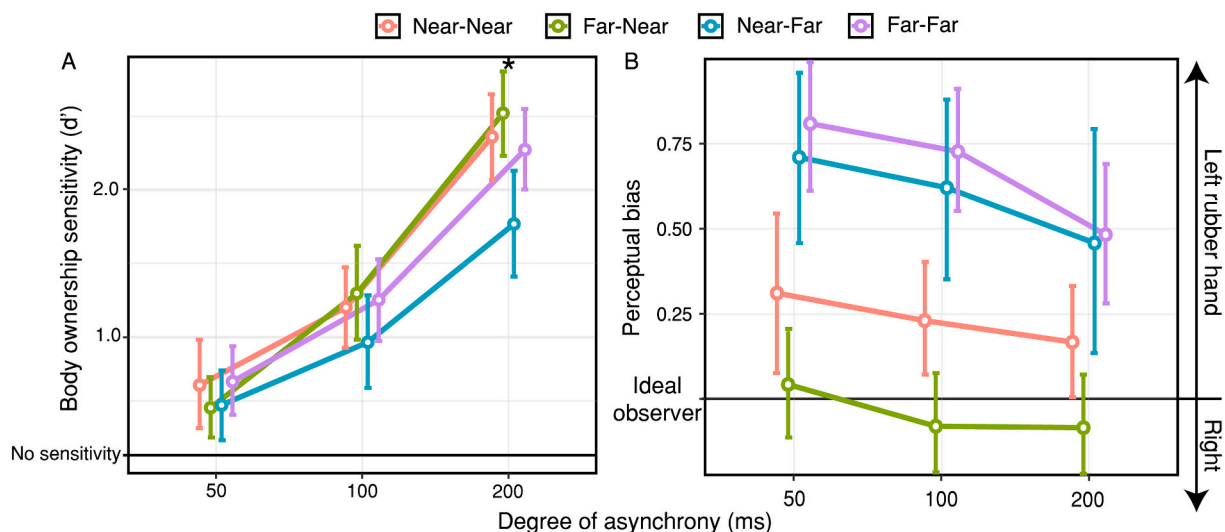 Near-Near Far-Near Near-Far Far-Far
A
*
Body ownership sensitivity (d')
2.0
1.0
No sensitivity
50 100 200
B
Perceptual bias
0.75
0.50
0.25
Ideal
observer
50 100 200
Left rubber hand
Right
Degree of asynchrony (ms)